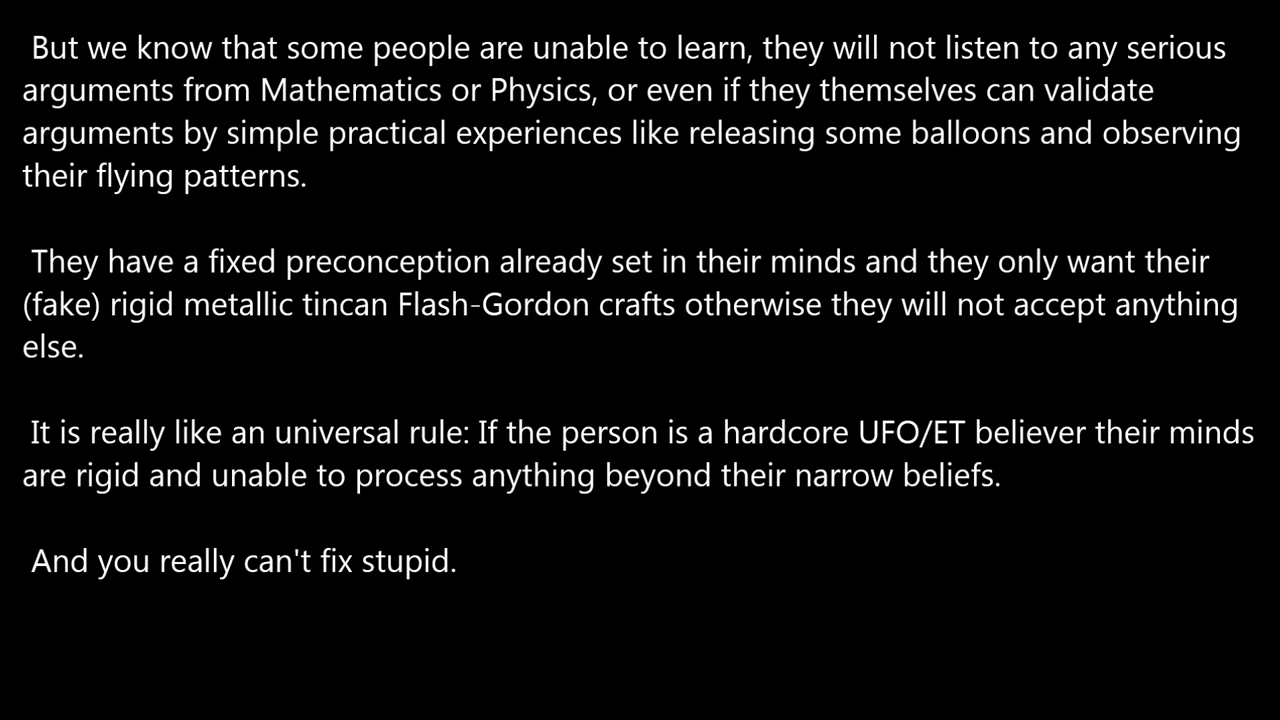 But we know that some people are unable to learn, they will not listen to any serious
arguments from Mathematics or Physics, or even if they themselves can validate
arguments by simple practical experiences like releasing some balloons and observing
their flying patterns.
They have a fixed preconception already set in their minds and they only want their
(fake) rigid metallic tincan Flash-Gordon crafts otherwise they will not accept anything
else.
It is really like an universal rule: If the person is a hardcore UFO/ET believer their minds
are rigid and unable to process anything beyond their narrow beliefs.
And you really can't fix stupid.